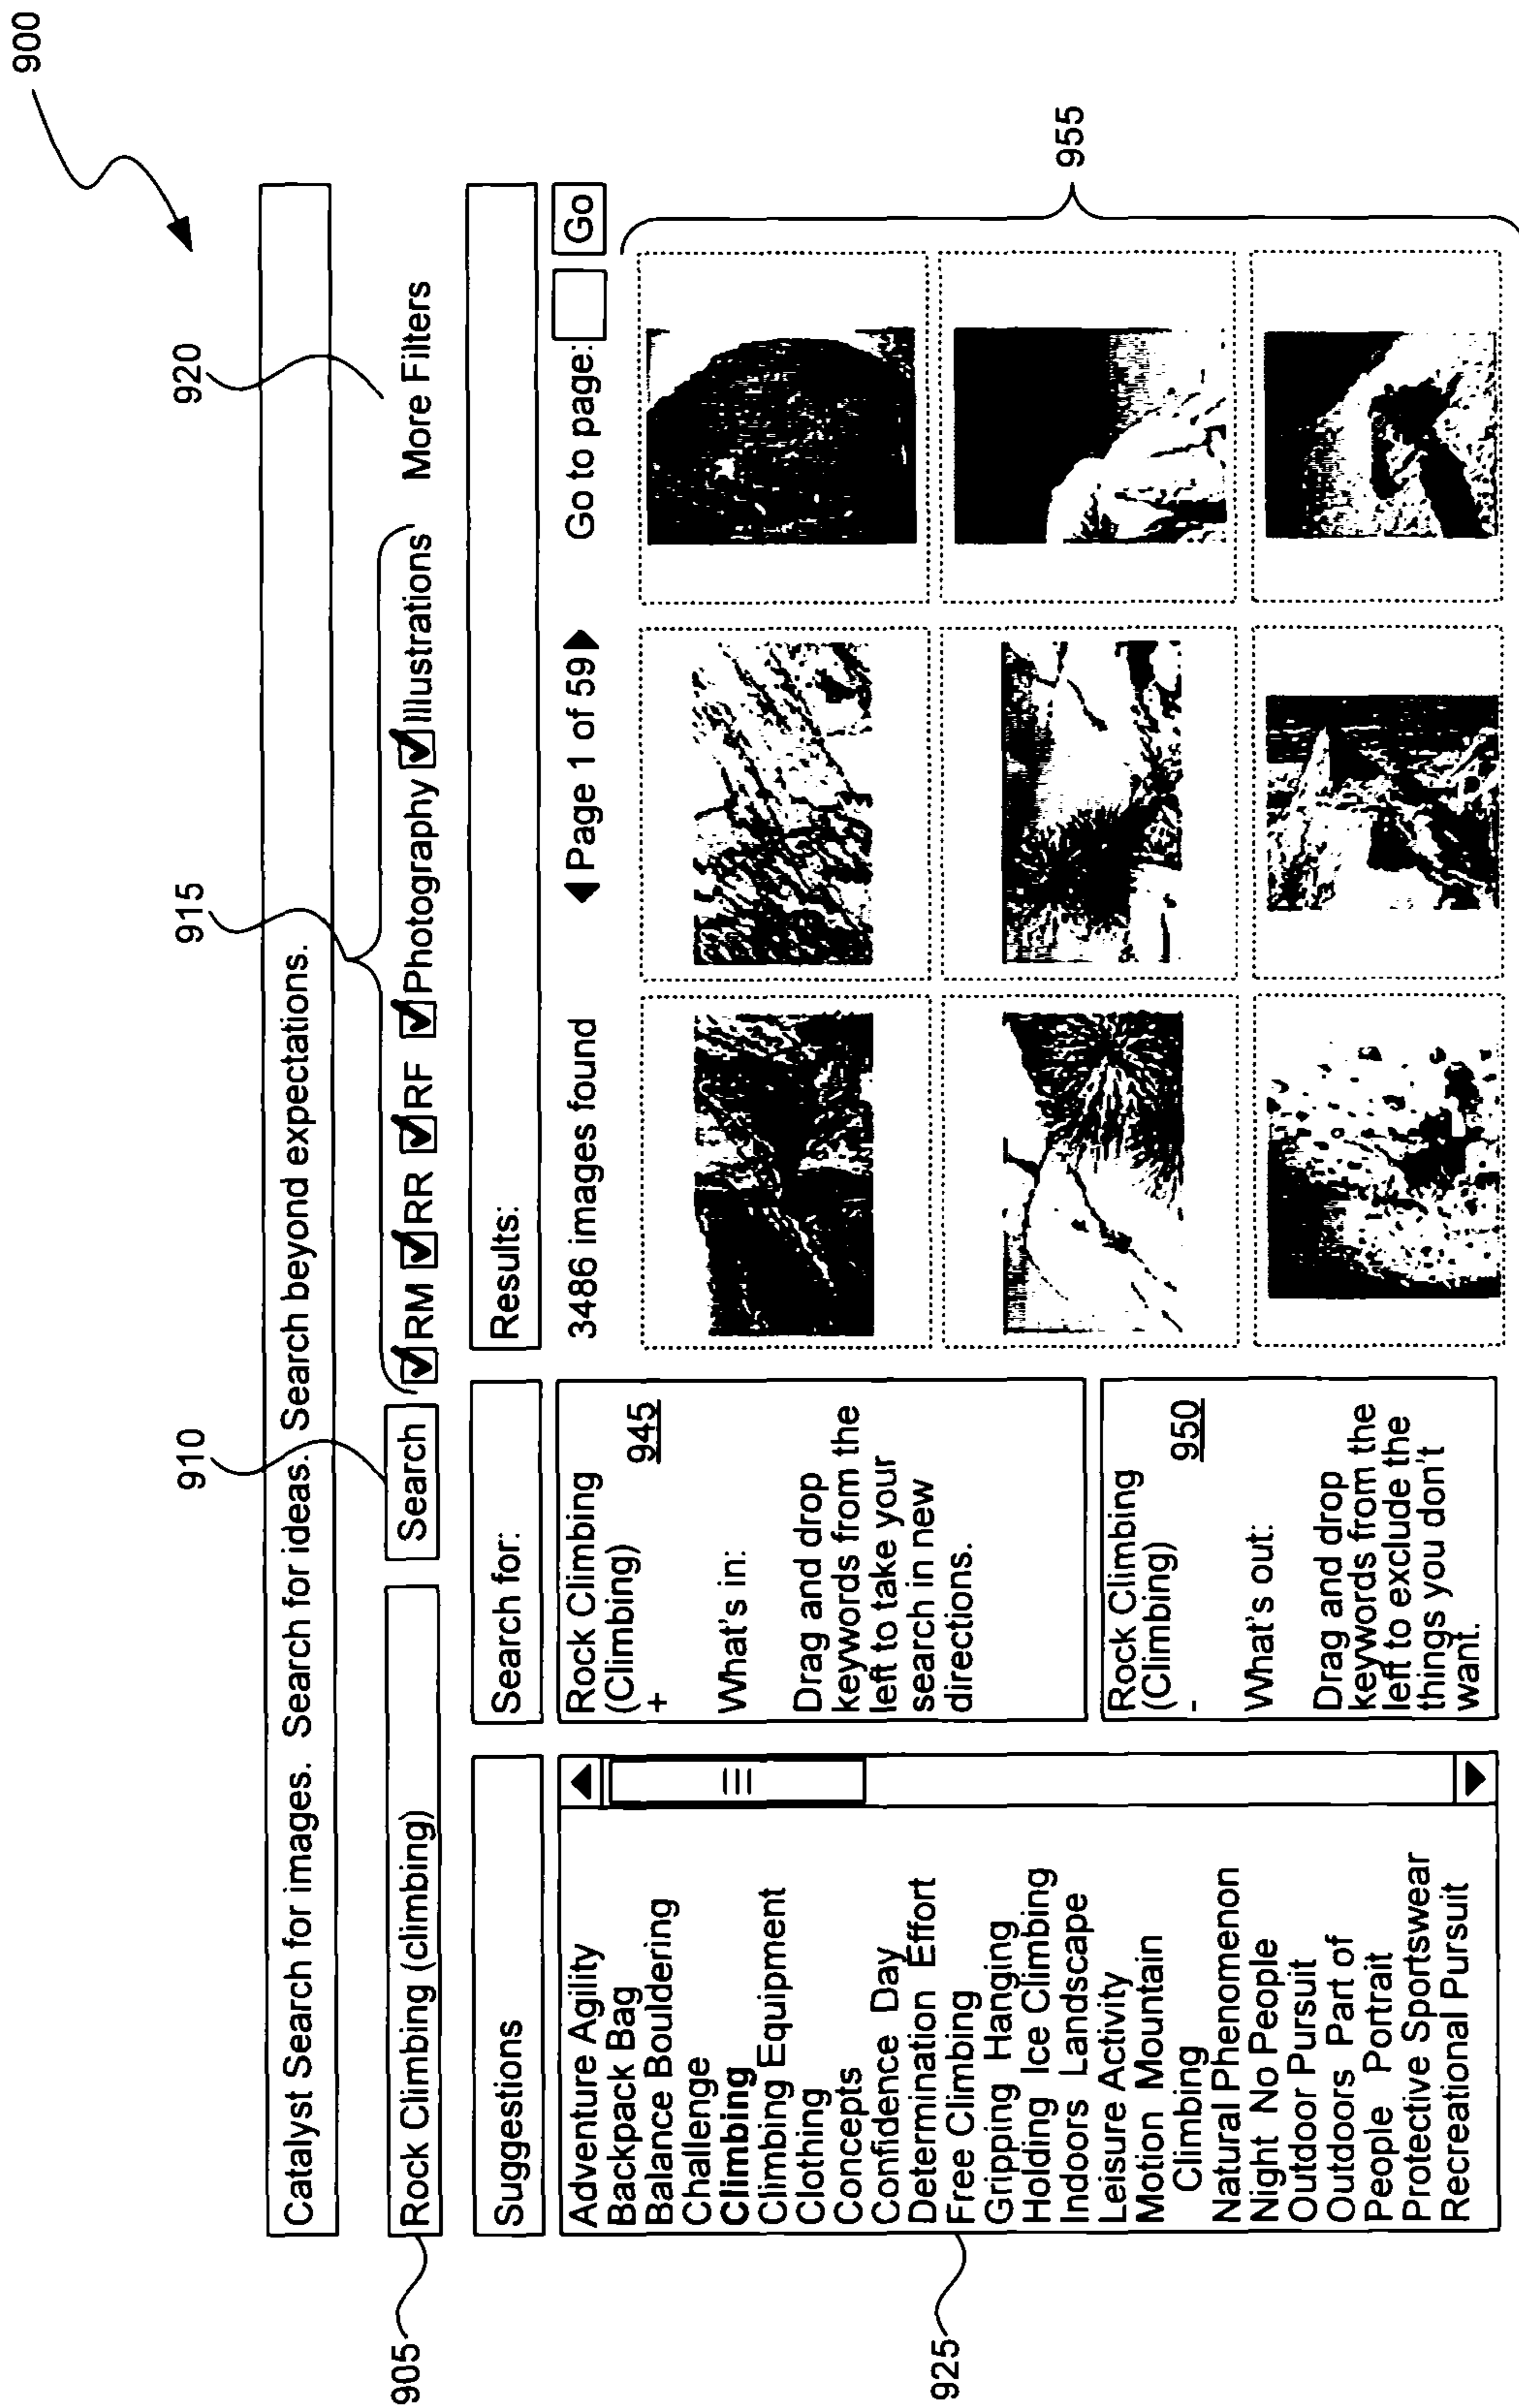 900
Catalyst Search for images.  Search for ideas.  Search beyond expectations.
910
915
920
905
Rock Climbing (climbing)
Search
RM
RR
RF
Photography
Illustrations
More Filters
Suggestions
Search for:
Results:
925
Adventure Agility
Backpack Bag
Balance Bouldering
Challenge
Climbing
Climbing Equipment
Clothing
Concepts
Confidence Day
Determination Effort
Free Climbing
Gripping Hanging
Holding Ice Climbing
Indoors Landscape
Leisure Activity
Motion Mountain
Climbing
Natural Phenomenon
Night No People
Outdoor Pursuit
Outdoors Part of
People Portrait
Protective Sportswear
Recreational Pursuit
Rock Climbing
(Climbing)
+
945
What's in:
Drag and drop
keywords from the
left to take your
search in new
directions.
Rock Climbing
(Climbing)
-
950
What's out:
Drag and drop
keywords from the
left to exclude the
things you don't
want.
3486 images found
Page 1 of 59
Go to page:
Go
955